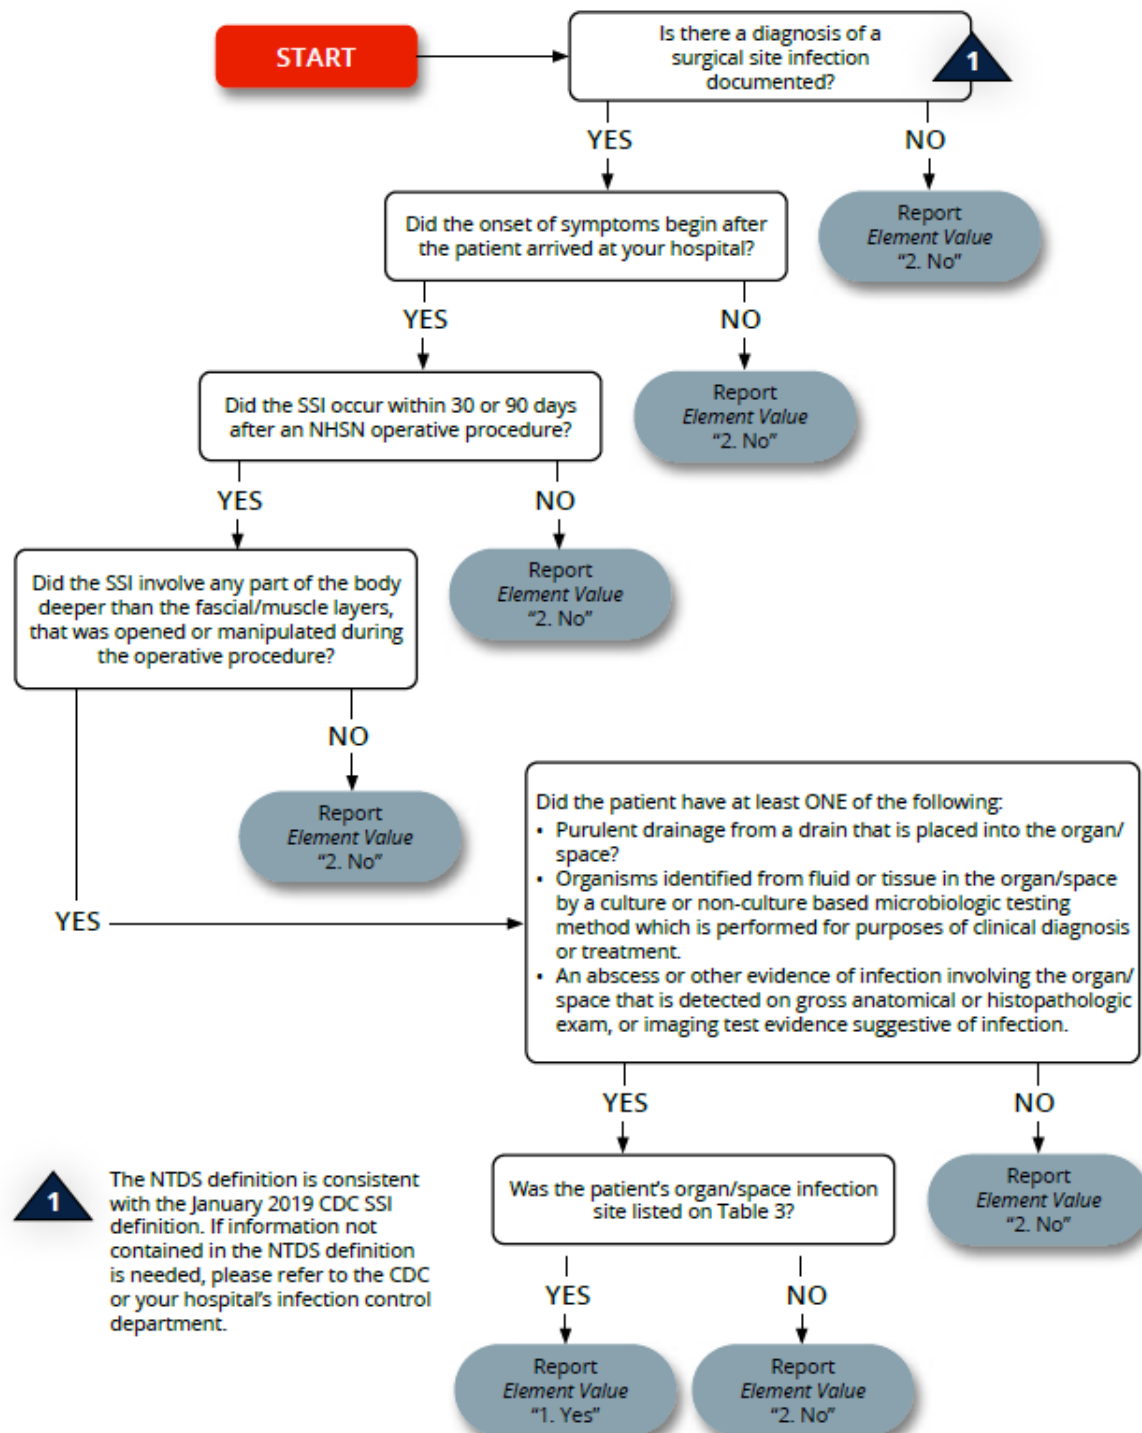 START
Is there a diagnosis of a
surgical site infection
documented?
1
YES
NO
Report
Element Value
“2. No”
Did the onset of symptoms begin after
the patient arrived at your hospital?
YES
NO
Report
Element Value
“2. No”
Did the SSI occur within 30 or 90 days
after an NHSN operative procedure?
YES
NO
Report
Element Value
“2. No”
Did the SSI involve any part of the body
deeper than the fascial/muscle layers,
that was opened or manipulated during
the operative procedure?
NO
Report
Element Value
“2. No”
YES
Did the patient have at least ONE of the following:
• Purulent drainage from a drain that is placed into the organ/
space?
• Organisms identified from fluid or tissue in the organ/space
by a culture or non-culture based microbiologic testing
method which is performed for purposes of clinical diagnosis
or treatment.
• An abscess or other evidence of infection involving the organ/
space that is detected on gross anatomical or histopathologic
exam, or imaging test evidence suggestive of infection.
YES
NO
Report
Element Value
“2. No”
Was the patient’s organ/space infection
site listed on Table 3?
YES
NO
Report
Element Value
“1. Yes”
Report
Element Value
“2. No”
1
The NTDS definition is consistent
with the January 2019 CDC SSI
definition. If information not
contained in the NTDS definition
is needed, please refer to the CDC
or your hospital’s infection control
department.